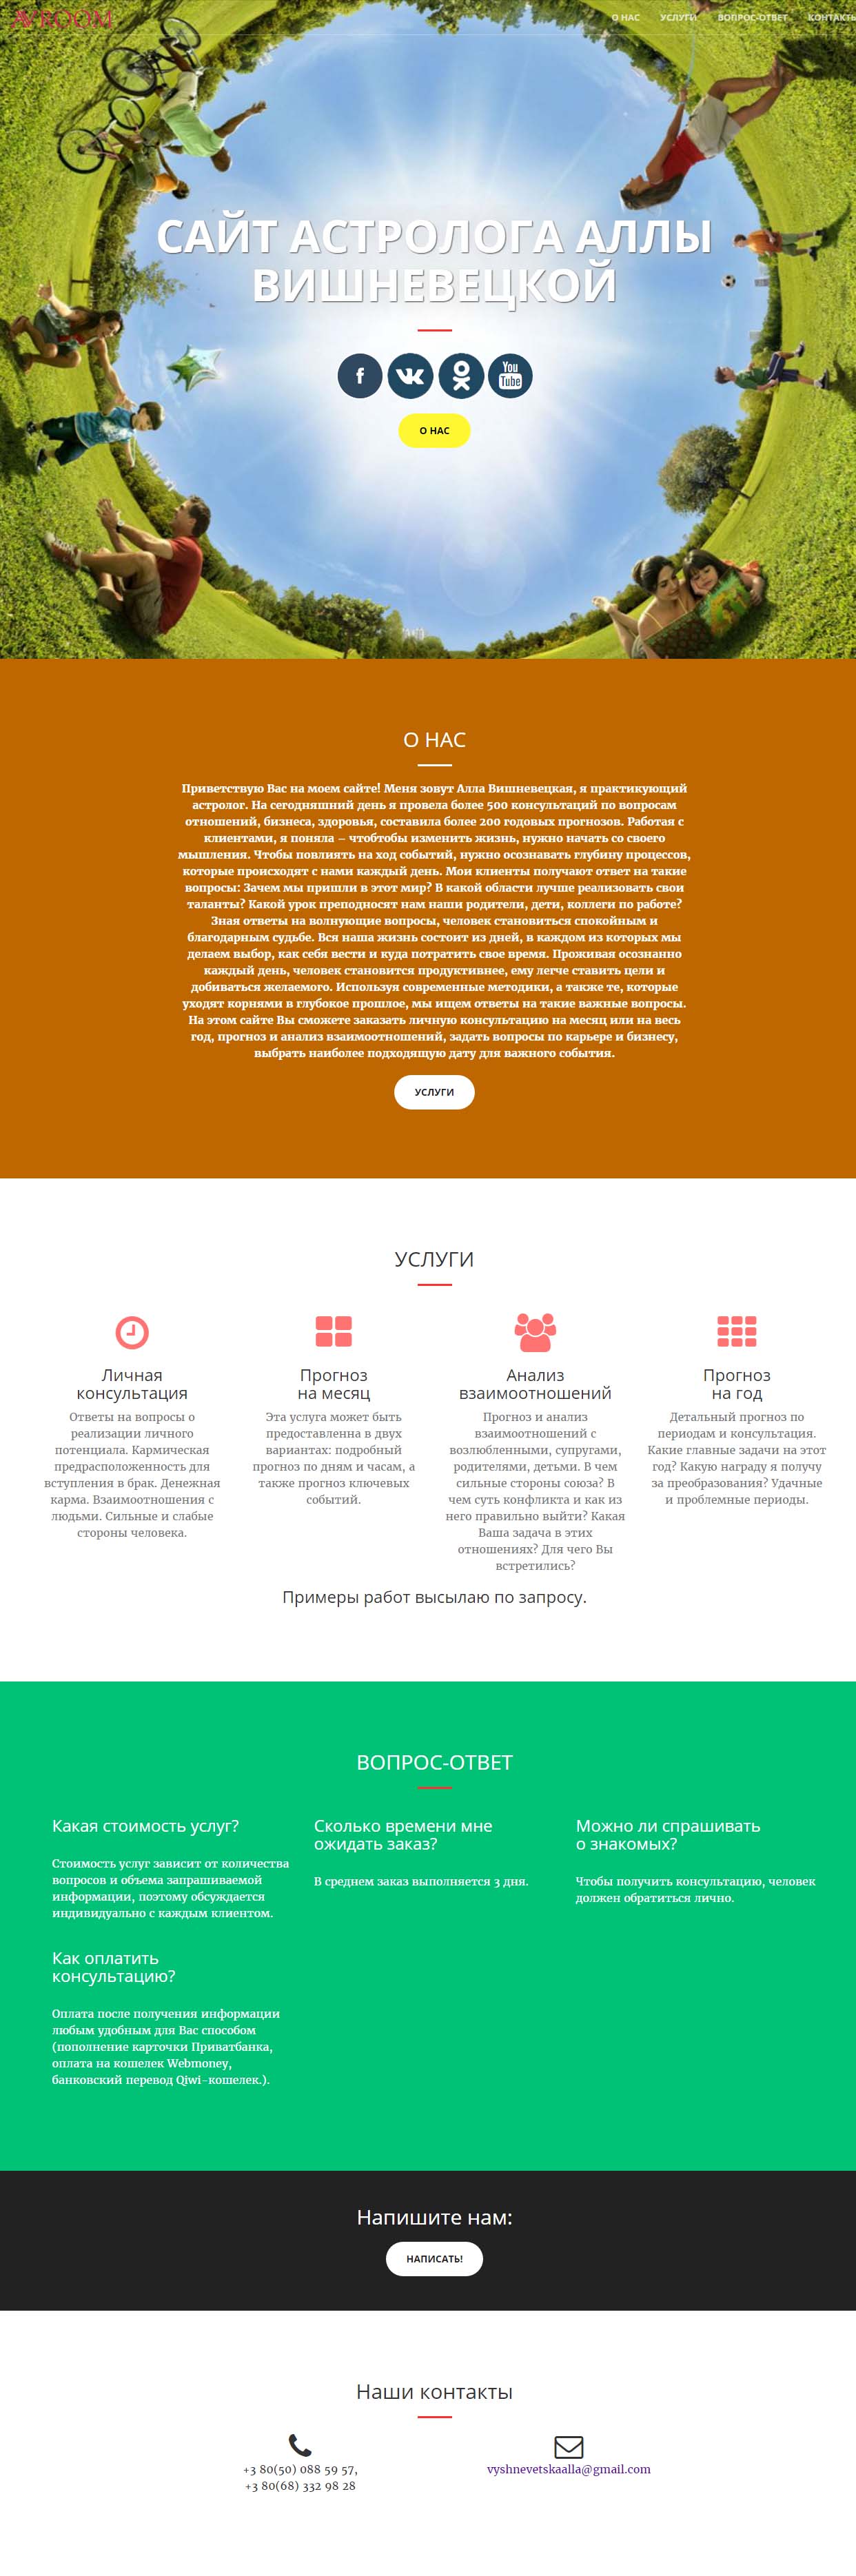 AVROOM
О НАС УСЛУГИ ВОПРОС-ОТВЕТ КОНТАКТЫ
САЙТ АСТРОЛОГА АЛЛЫ
ВИШНЕВЕЦКОЙ
You
Tube
О НАС
О НАС
Приветствую Вас на моем сайте! Меня зовут Алла Вишневецкая, я практикующий
астролог. На сегодняшний день я провела более 500 консультаций по вопросам
отношений, бизнеса, здоровья, составила более 200 годовых прогнозов. Работая с
клиентами, я поняла – чтобтобы изменить жизнь, нужно начать со своего
мышления. Чтобы повлиять на ход событий, нужно осознавать глубину процессов,
которые происходят с нами каждый день. Мои клиенты получают ответ на такие
вопросы: Зачем мы пришли в этот мир? В какой области лучше реализовать свои
таланты? Какой урок преподносят нам наши родители, дети, коллеги по работе?
Зная ответы на волнующие вопросы, человек становиться спокойным и
благодарным судьбе. Вся наша жизнь состоит из дней, в каждом из которых мы
делаем выбор, как себя вести и куда потратить свое время. Проживая осознанно
каждый день, человек становится продуктивнее, ему легче ставить цели и
добиваться желаемого. Используя современные методики, а также те, которые
уходят корнями в глубокое прошлое, мы ищем ответы на такие важные вопросы.
На этом сайте Вы сможете заказать личную консультацию на месяц или на весь
год, прогноз и анализ взаимоотношений, задать вопросы по карьере и бизнесу,
выбрать наиболее подходящую дату для важного события.
УСЛУГИ
УСЛУГИ
Личная
консультация
Ответы на вопросы о
реализации личного
потенциала. Кармическая
предрасположенность для
вступления в брак. Денежная
карма. Взаимоотношения с
людьми. Сильные и слабые
стороны человека.
Прогноз
на месяц
Эта услуга может быть
предоставленна в двух
вариантах: подробный
прогноз по дням и часам, а
также прогноз ключевых
событий.
Анализ
взаимоотношений
Прогноз и анализ
взаимоотношений с
возлюбленными, супругами,
родителями, детьми. В чем
сильные стороны союза? В
чем суть конфликта и как из
него правильно выйти? Какая
Ваша задача в этих
отношениях? Для чего Вы
встретились?
Прогноз
на год
Детальный прогноз по
периодам и консультация.
Какие главные задачи на этот
год? Какую награду я получу
за преобразования? Удачные
и проблемные периоды.
Примеры работ высылаю по запросу.
ВОПРОС-ОТВЕТ
Какая стоимость услуг?
Стоимость услуг зависит от количества
вопросов и объема запрашиваемой
информации, поэтому обсуждается
индивидуально с каждым клиентом.
Сколько времени мне
ожидать заказ?
В среднем заказ выполняется 3 дня.
Можно ли спрашивать
о знакомых?
Чтобы получить консультацию, человек
должен обратиться лично.
Как оплатить
консультацию?
Оплата после получения информации
любым удобным для Вас способом
(пополнение карточки Приватбанка,
оплата на кошелек Webmoney,
банковский перевод Qiwi-кошелек.).
Напишите нам:
НАПИСАТЬ!
Наши контакты
+3 80(50) 088 59 57,
+3 80(68) 332 98 28
vyshnevetskaalla@gmail.com